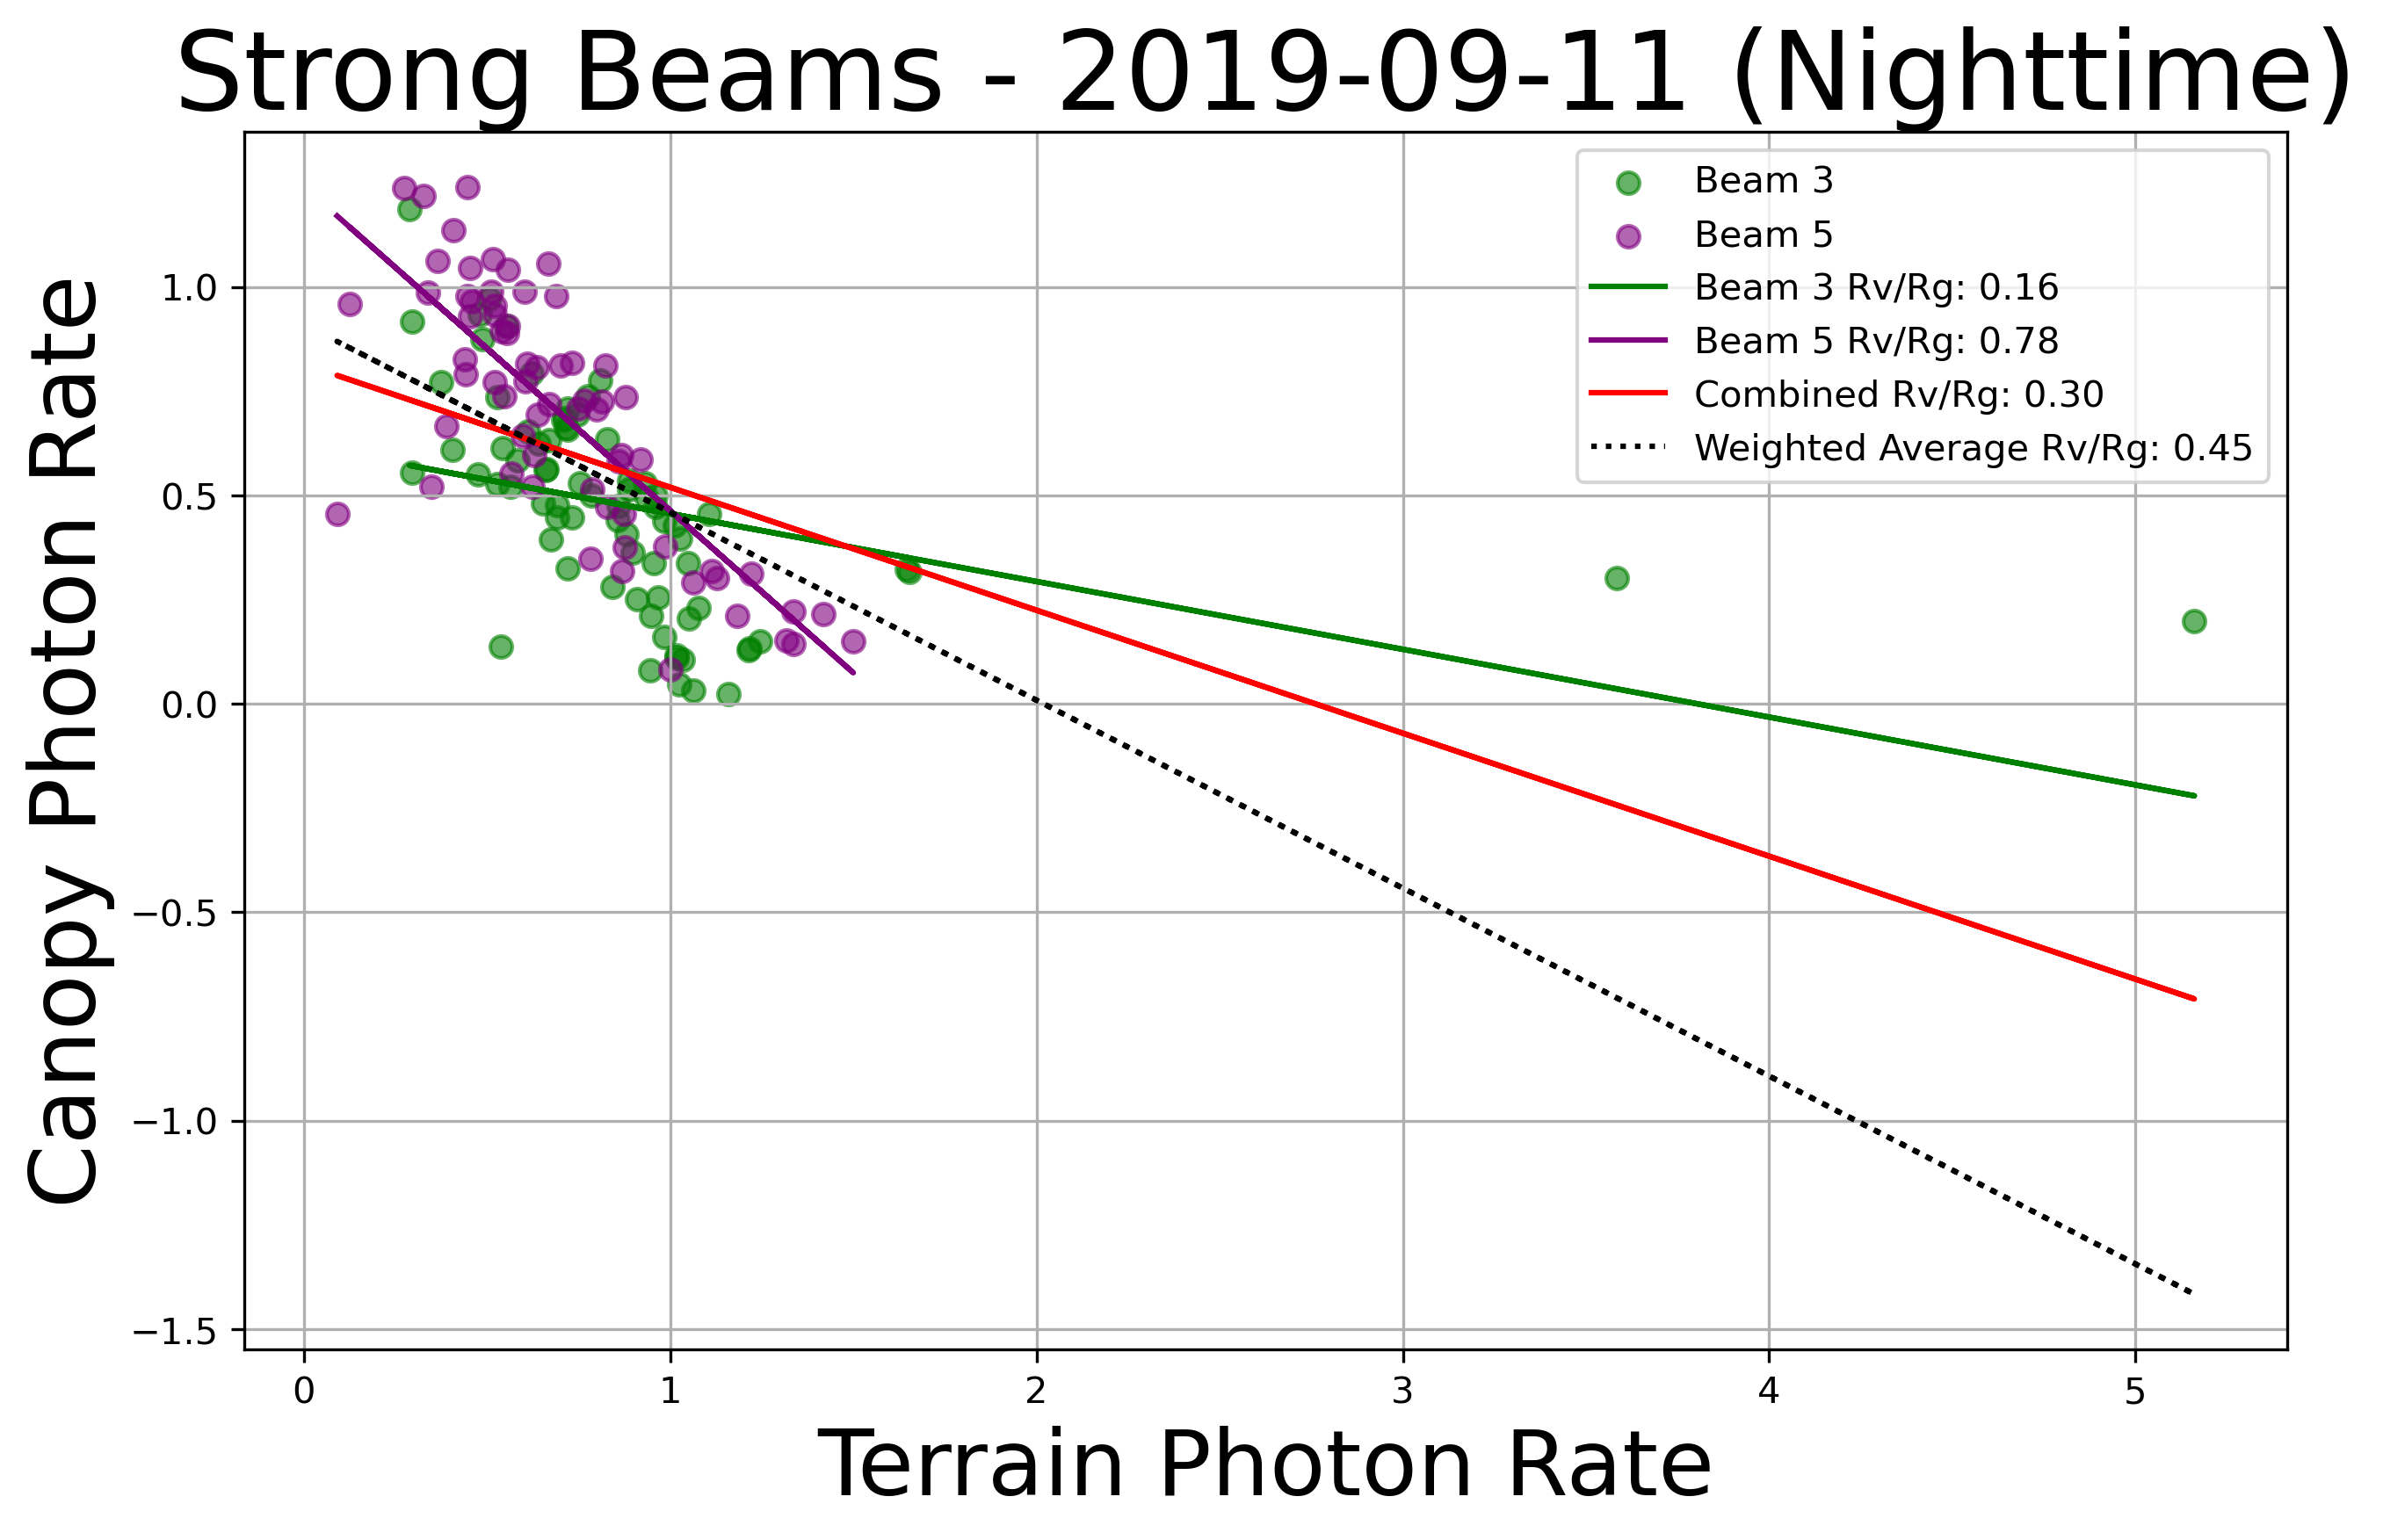 Strong Beams - 2019-09-11 (Nighttime)
Canopy Photon Rate
1.0
0.5
0.0
−0.5
−1.0
−1.5
Beam 3
Beam 5
Beam 3 Rv/Rg: 0.16
Beam 5 Rv/Rg: 0.78
Combined Rv/Rg: 0.30
Weighted Average Rv/Rg: 0.45
0 1 2 3 4 5
Terrain Photon Rate